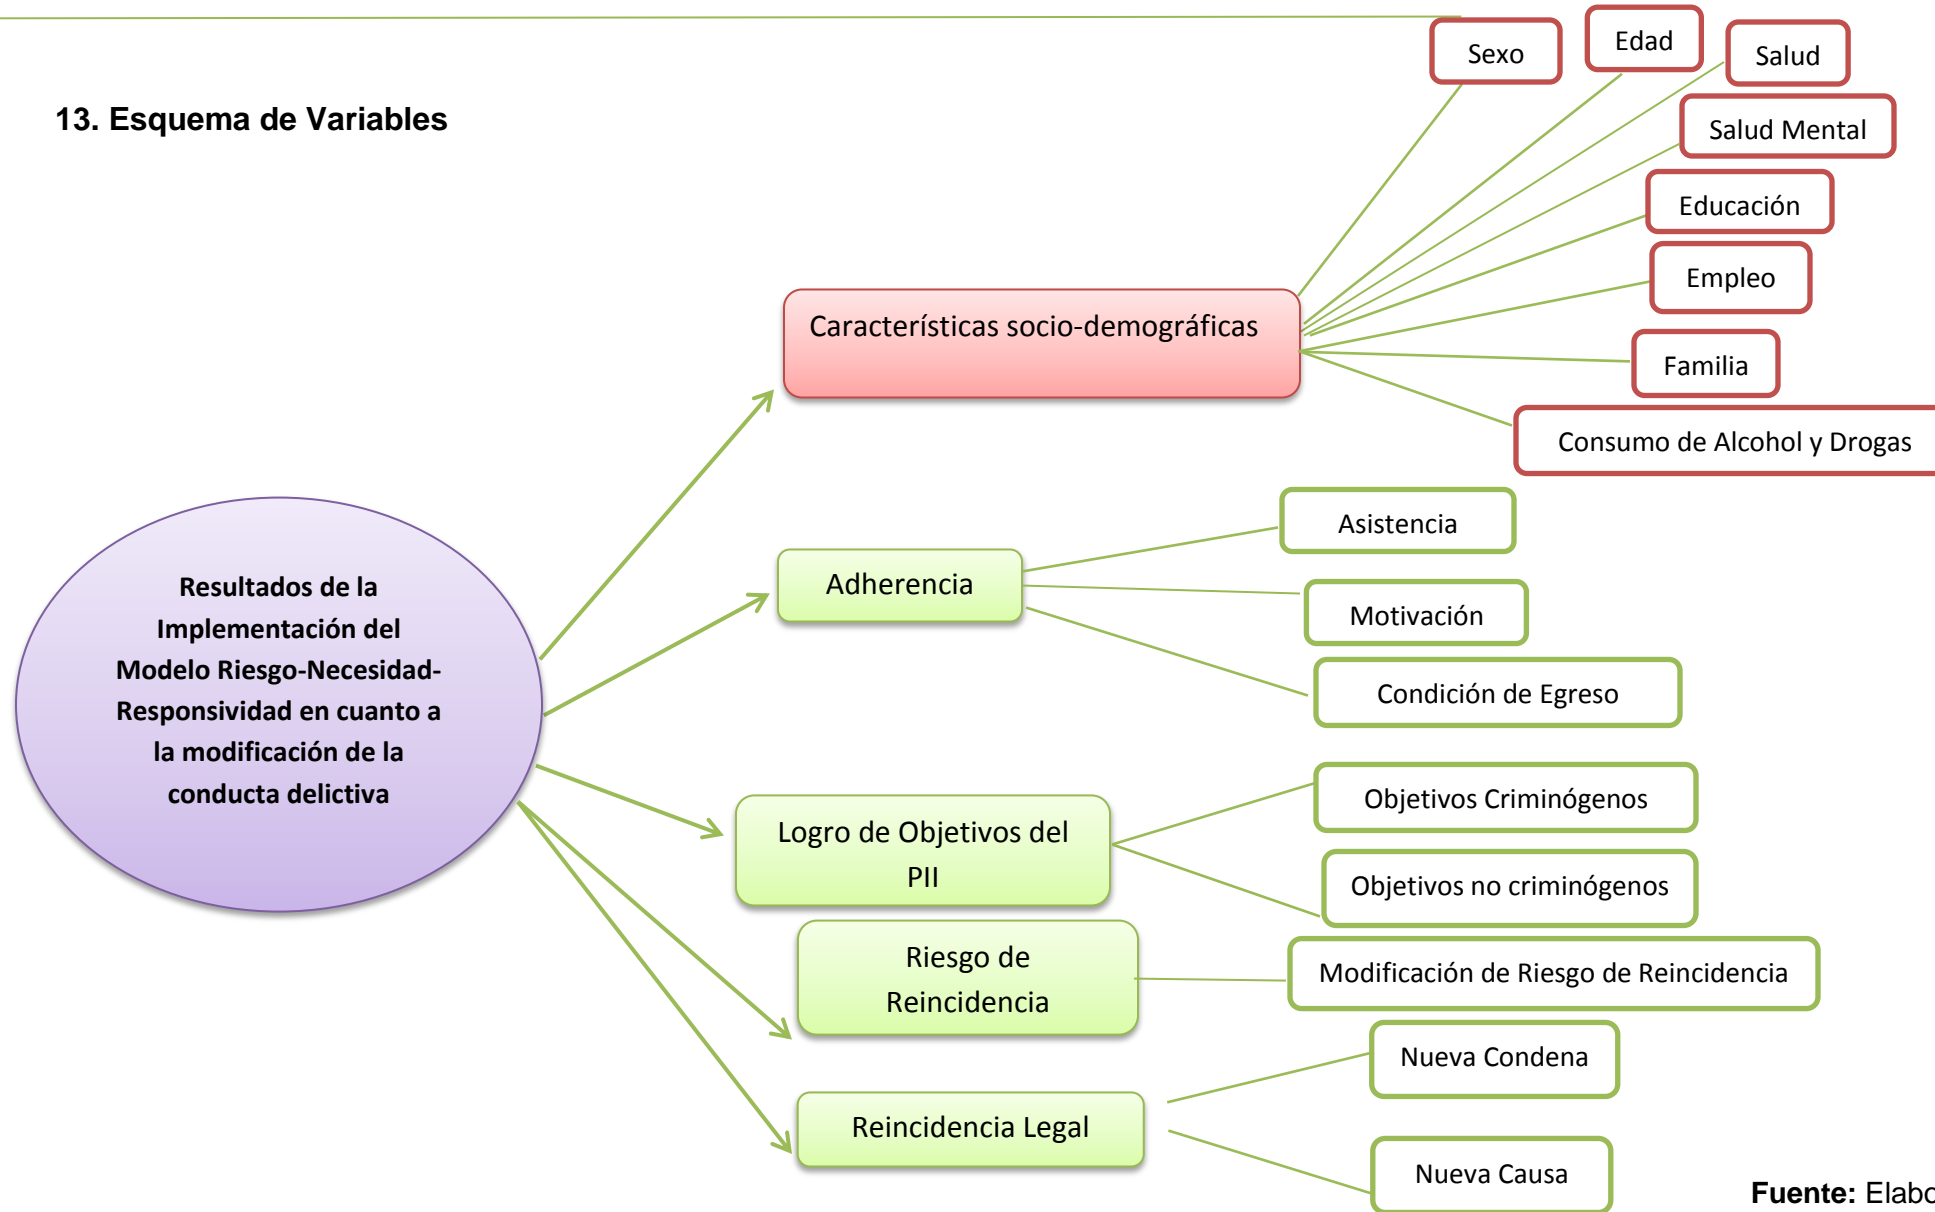 13. Esquema de Variables
Sexo
Edad
Salud
Salud Mental
Educación
Empleo
Familia
Consumo de Alcohol y Drogas
Características socio-demográficas
Resultados de la
Implementación del
Modelo Riesgo-Necesidad-
Responsividad en cuanto a
la modificación de la
conducta delictiva
Adherencia
Asistencia
Motivación
Condición de Egreso
Logro de Objetivos del
PII
Objetivos Criminógenos
Objetivos no criminógenos
Riesgo de
Reincidencia
Modificación de Riesgo de Reincidencia
Reincidencia Legal
Nueva Condena
Nueva Causa
Fuente: Elabo